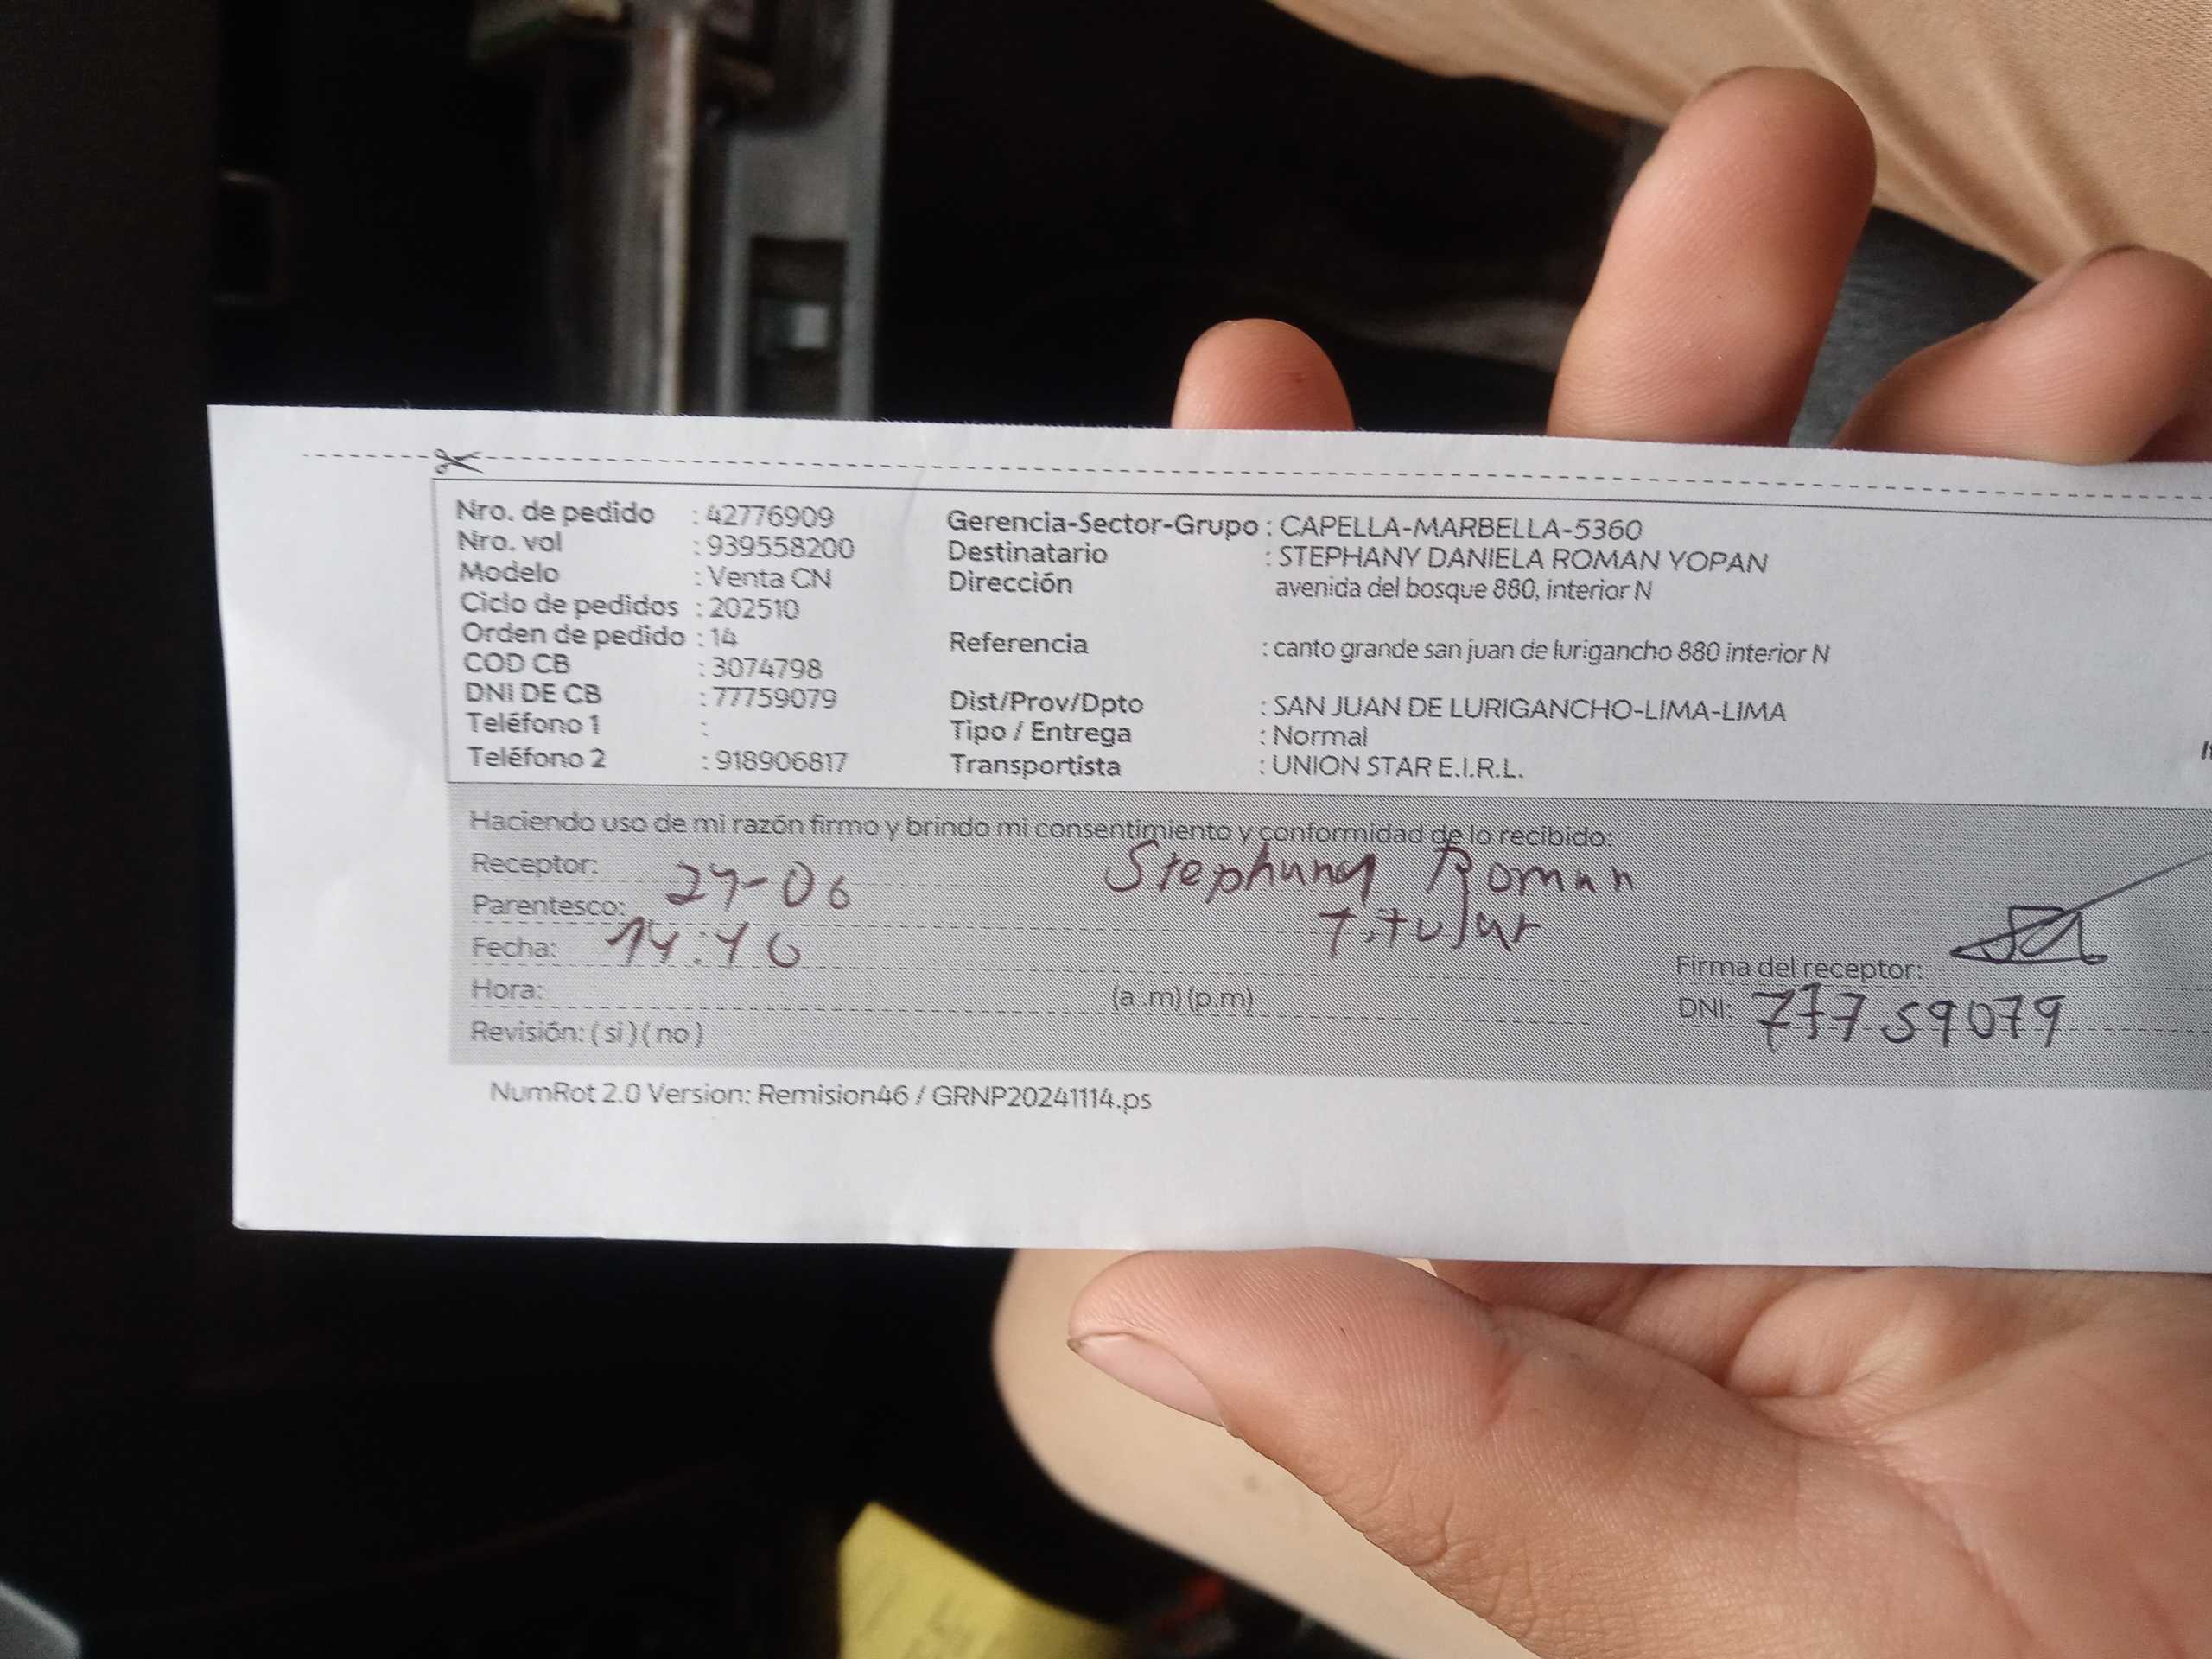 Nro. de pedido : 42776909
Nro. vol : 939558200
Modelo : Venta CN
Ciclo de pedidos : 202510
Orden de pedido : 14
COD CB : 3074798
DNI DE CB : 77759079
Teléfono 1 :
Teléfono 2 : 918906817
Gerencia-Sector-Grupo : CAPELLA-MARBELLA-5360
Destinatario : STEPHANY DANIELA ROMAN YOPAN
Dirección avenida del bosque 880, interior N
Referencia : canto grande san juan de lurigancho 880 interior N
Dist/Prov/Dpto : SAN JUAN DE LURIGANCHO-LIMA-LIMA
Tipo / Entrega : Normal
Transportista : UNION STAR E.I.R.L.
Haciendo uso de mi razón firmo y brindo mi consentimiento y conformidad de lo recibido:
Receptor: Stephany Roman
Parentesco: Titular
Fecha:
Hora: (a .m) (p.m)
Revisión: ( si ) ( no )
Firma del receptor:
DNI: 77759079
NumRot 2.0 Version: Remision46 / GRNP20241114.ps